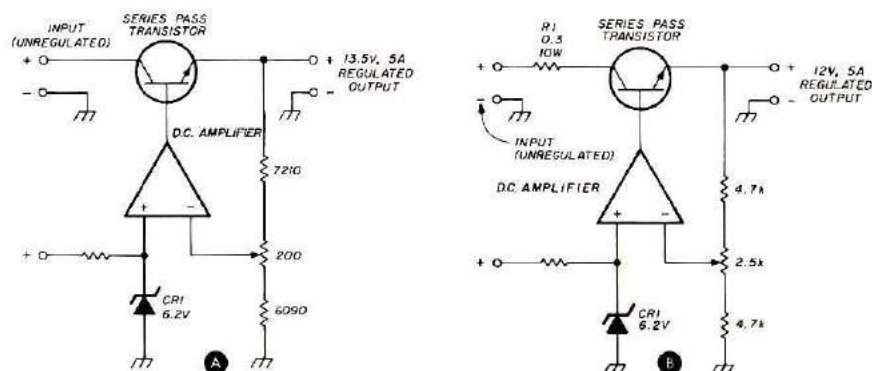 INPUT
(UNREGULATED)
SERIES PASS
TRANSISTOR
+
+
13.5V, 5A
REGULATED
OUTPUT
-
-
D.C. AMPLIFIER
7210
+
-
+
200
CR1
6.2V
6090
A
R1
0.3
10W
SERIES PASS
TRANSISTOR
+
+
12V, 5A
REGULATED
OUTPUT
-
-
INPUT
(UNREGULATED)
D.C. AMPLIFIER
4.7k
+
-
+
2.5k
CR1
6.2V
4.7k
B